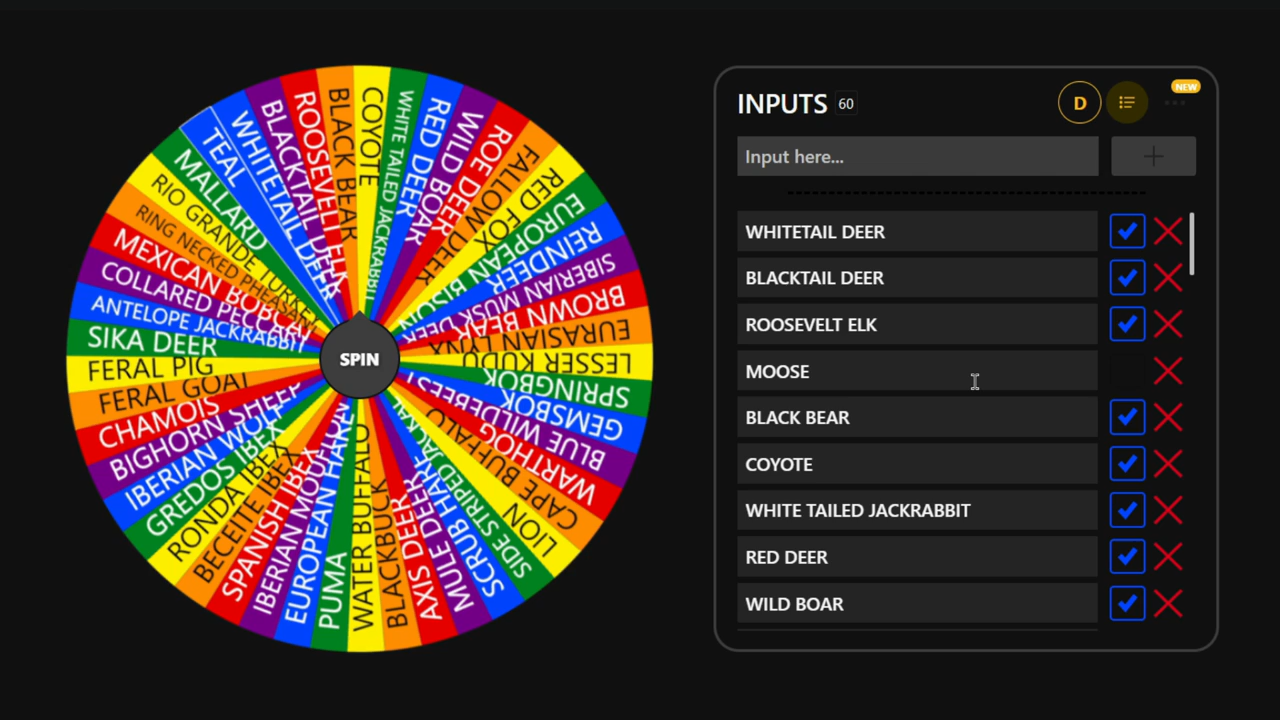 COYOTE
WHITE TAILED JACKRABBIT
RED DEER
WILD BOAR
ROE DEER
FALLOW DEER
RED FOX
EUROPEAN BISON
REINDEER
SIBERIAN MUSK DEER
BROWN BEAR
EURASIAN LYNX
LESSER KUDU
SPRINGBOK
GEMSBOK
BLUE WILDEBEEST
WARTHOG
CAPE BUFFALO
LION
SIDE STRIPED JACKAL
SCRUB HARE
MULE DEER
AXIS DEER
BLACKBUCK
WATER BUFFALO
PUMA
EUROPEAN HARE
IBERIAN MOUFLON
SPANISH IBEX
BECEITE IBEX
RONDA IBEX
GREDOS IBEX
IBERIAN WOLF
BIGHORN SHEEP
CHAMOIS
FERAL GOAT
FERAL PIG
SIKA DEER
ANTELOPE JACKRABBIT
COLLARED PECCARY
MEXICAN BOBCAT
RING NECKED PHEASANT
RIO GRANDE TURKEY
MALLARD
TEAL
WHITETAIL DEER
BLACKTAIL DEER
ROOSEVELT ELK
BLACK BEAR
SPIN
INPUTS 60
D
NEW
Input here...
WHITETAIL DEER
BLACKTAIL DEER
ROOSEVELT ELK
MOOSE
BLACK BEAR
COYOTE
WHITE TAILED JACKRABBIT
RED DEER
WILD BOAR